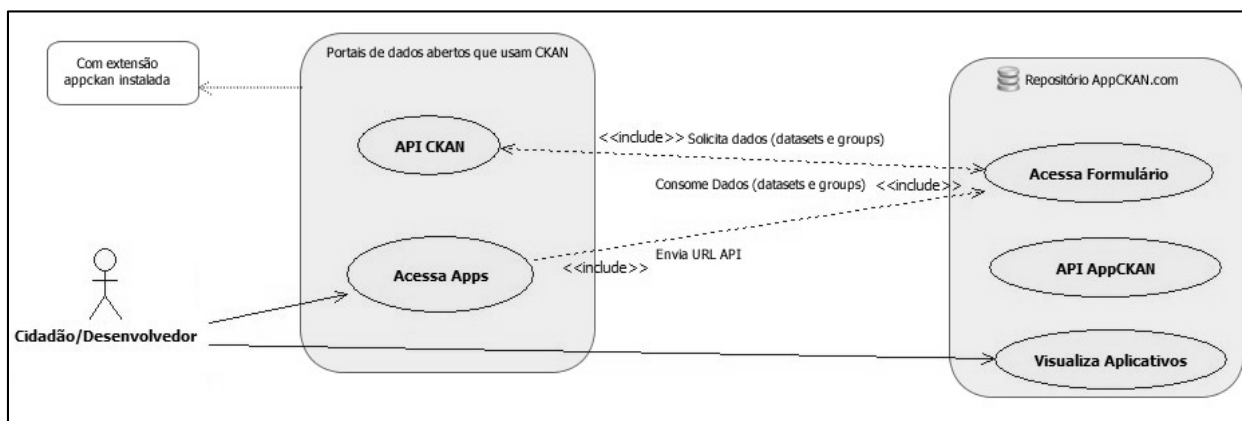 Portais de dados abertos que usam CKAN
Com extensão
appckan instalada
Repositório AppCKAN.com
API CKAN
<<include>> Solicita dados (datasets e groups)
Acessa Formulário
Consome Dados (datasets e groups) <<include>>
Acessa Apps
Envia URL API
<<include>>
API AppCKAN
Cidadão/Desenvolvedor
Visualiza Aplicativos